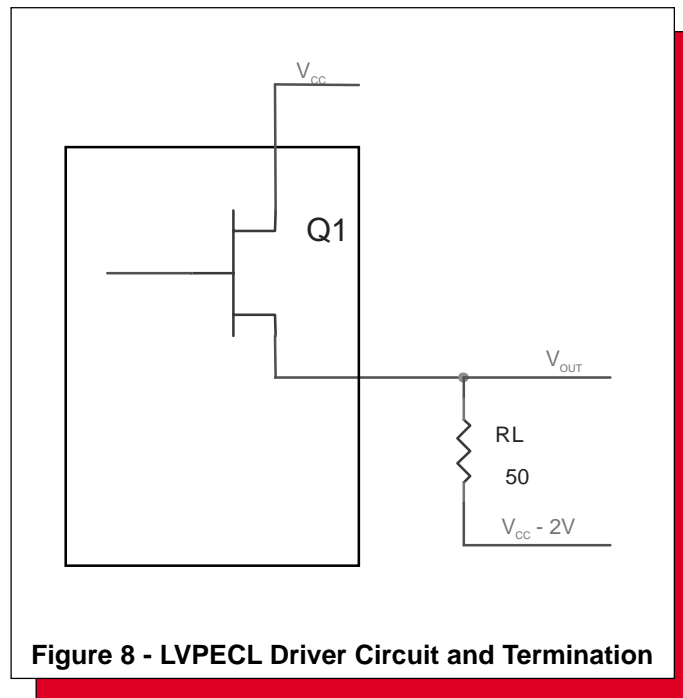 V_CC
Q1
V_OUT
RL
50
V_CC - 2V
Figure 8 - LVPECL Driver Circuit and Termination